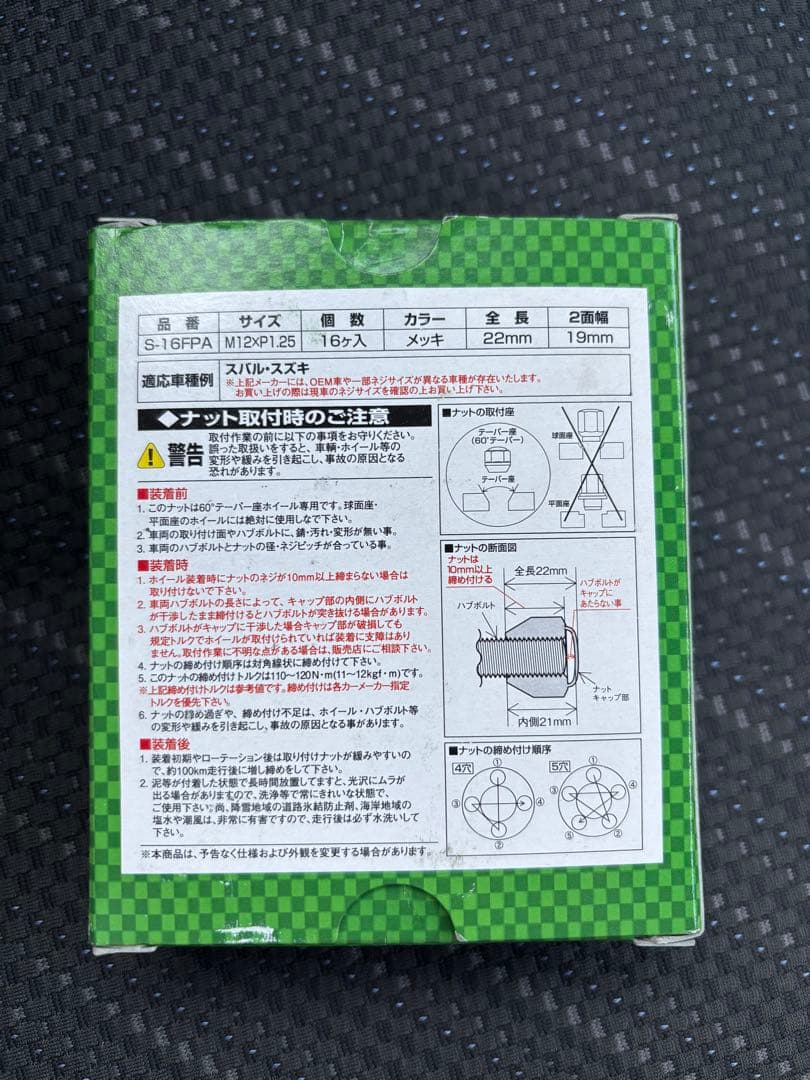 品番 サイズ 個数 カラー 全長 2面幅
S-16FPA M12XP1.25 16ヶ入 メッキ 22mm 19mm
適応車種例
スバル・スズキ
※上記メーカーには、OEM車や一部ネジサイズが異なる車種が存在いたします。
お買い上げの際は現車のネジサイズを確認の上お買い上げ下さい。
◆ナット取付時のご注意
警告
取付作業の前に以下の事項をお守りください。
誤った取扱いをすると、車輌・ホイール等の
変形や緩みを引き起こし、事故の原因となる
恐れがあります。
■装着前
1. このナットは60°テーパー座ホイール専用です。球面座・
平面座のホイールには絶対に使用しなで下さい。
2. 車両の取り付け面やハブボルトに、錆・汚れ・変形が無い事。
3. 車両のハブボルトとナットの径・ネジピッチが合っている事。
■装着時
1. ホイール装着時にナットのネジが10mm以上締まらない場合は
取り付けないで下さい。
2. 車両ハブボルトの長さによって、キャップ部の内側にハブボルト
が干渉したまま締付けるとハブボルトが突き抜ける場合があります。
3. ハブボルトがキャップに干渉した場合キャップ部が破損しても
規定トルクでホイールが取付けられていれば装着に支障はあり
ません。取付作業に不明な点がある場合は、販売店にご相談下さい。
4. ナットの締め付け順序は対角線状に締め付けて下さい。
5. このナットの締め付けトルクは110〜120N・m(11〜12kgf・m)です。
※上記締め付けトルクは参考値です。締め付けは各カーメーカー指定
トルクを優先下さい。
6. ナットの締め過ぎや、締め付け不足は、ホイール・ハブボルト等
の変形や緩みを引き起こし、事故の原因となる事があります。
■装着後
1. 装着初期やローテーション後は取り付けナットが緩みやすいの
で、約100km走行後に増し締めをして下さい。
2. 泥等が付着した状態で長時間放置してますと、光沢にムラが
出る場合がありますので、洗浄等で常にきれいな状態で、
ご使用下さい。尚、降雪地域の道路氷結防止剤、海岸地域の
塩水や潮風は、非常に有害ですので、走行後は必ず水洗いして
下さい。
※本商品は、予告なく仕様および外観を変更する場合があります
■ナットの取付座
テーパー座
(60°テーパー)
テーパー座
球面座
平面座
■ナットの断面図
ナットは
10mm以上
締め付ける
全長22mm
ハブボルトが
キャップに
あたらない事
ハブボルト
ナット
キャップ部
内側21mm
■ナットの締め付け順序
4穴 ① ② ③ ④
5穴 ① ② ③ ④ ⑤